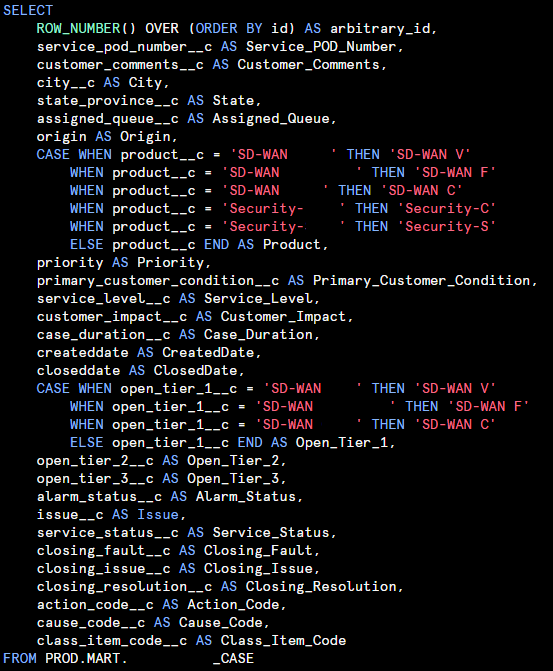 SELECT
    ROW_NUMBER() OVER (ORDER BY id) AS arbitrary_id,
    service_pod_number__c AS Service_POD_Number,
    customer_comments__c AS Customer_Comments,
    city__c AS City,
    state_province__c AS State,
    assigned_queue__c AS Assigned_Queue,
    origin AS Origin,
    CASE WHEN product__c = 'SD-WAN     ' THEN 'SD-WAN V'
        WHEN product__c = 'SD-WAN         ' THEN 'SD-WAN F'
        WHEN product__c = 'SD-WAN     ' THEN 'SD-WAN C'
        WHEN product__c = 'Security-    ' THEN 'Security-C'
        WHEN product__c = 'Security-    ' THEN 'Security-S'
        ELSE product__c END AS Product,
    priority AS Priority,
    primary_customer_condition__c AS Primary_Customer_Condition,
    service_level__c AS Service_Level,
    customer_impact__c AS Customer_Impact,
    case_duration__c AS Case_Duration,
    createddate AS CreatedDate,
    closeddate AS ClosedDate,
    CASE WHEN open_tier_1__c = 'SD-WAN    ' THEN 'SD-WAN V'
        WHEN open_tier_1__c = 'SD-WAN         ' THEN 'SD-WAN F'
        WHEN open_tier_1__c = 'SD-WAN     ' THEN 'SD-WAN C'
        ELSE open_tier_1__c END AS Open_Tier_1,
    open_tier_2__c AS Open_Tier_2,
    open_tier_3__c AS Open_Tier_3,
    alarm_status__c AS Alarm_Status,
    issue__c AS Issue,
    service_status__c AS Service_Status,
    closing_fault__c AS Closing_Fault,
    closing_issue__c AS Closing_Issue,
    closing_resolution__c AS Closing_Resolution,
    action_code__c AS Action_Code,
    cause_code__c AS Cause_Code,
    class_item_code__c AS Class_Item_Code
FROM PROD.MART.          _CASE